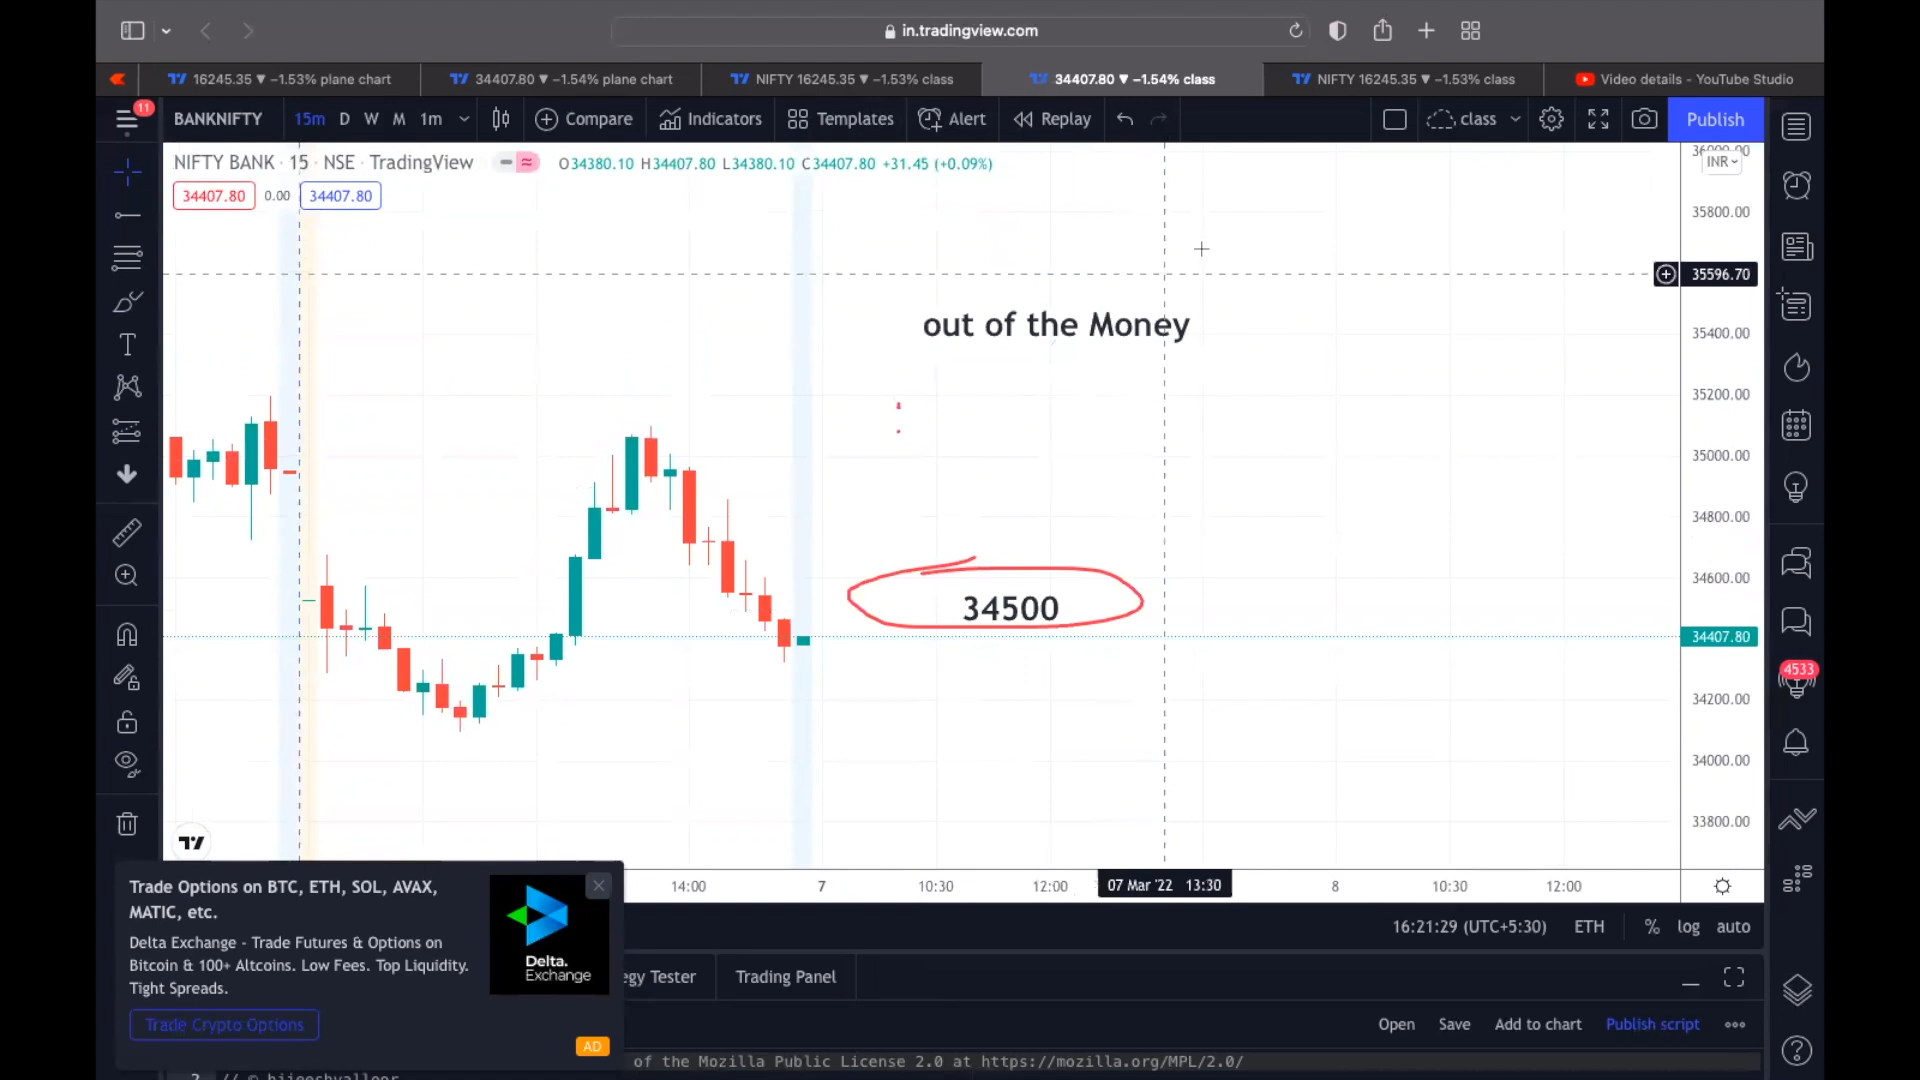 in.tradingview.com
16245.35 ▼ −1.53% plane chart
34407.80 ▼ −1.54% plane chart
NIFTY 16245.35 ▼ −1.53% class
34407.80 ▼ −1.54% class
NIFTY 16245.35 ▼ −1.53% class
Video details - YouTube Studio
11
BANKNIFTY
15m D W M 1m
Compare
Indicators
Templates
Alert
Replay
class
Publish
NIFTY BANK · 15 · NSE · TradingView
O34380.10 H34407.80 L34380.10 C34407.80 +31.45 (+0.09%)
INR
34407.80 0.00 34407.80
35800.00
35596.70
out of the Money
35400.00
35200.00
35000.00
34800.00
34600.00
34500
34407.80
34200.00
34000.00
33800.00
4533
14:00 7 10:30 12:00 07 Mar '22 13:30 8 10:30 12:00
Trade Options on BTC, ETH, SOL, AVAX,
MATIC, etc.
Delta Exchange - Trade Futures & Options on
Bitcoin & 100+ Altcoins. Low Fees. Top Liquidity.
Tight Spreads.
Trade Crypto Options
Delta.
Exchange
AD
16:21:29 (UTC+5:30) ETH % log auto
egy Tester
Trading Panel
Open Save Add to chart Publish script
of the Mozilla Public License 2.0 at https://mozilla.org/MPL/2.0/